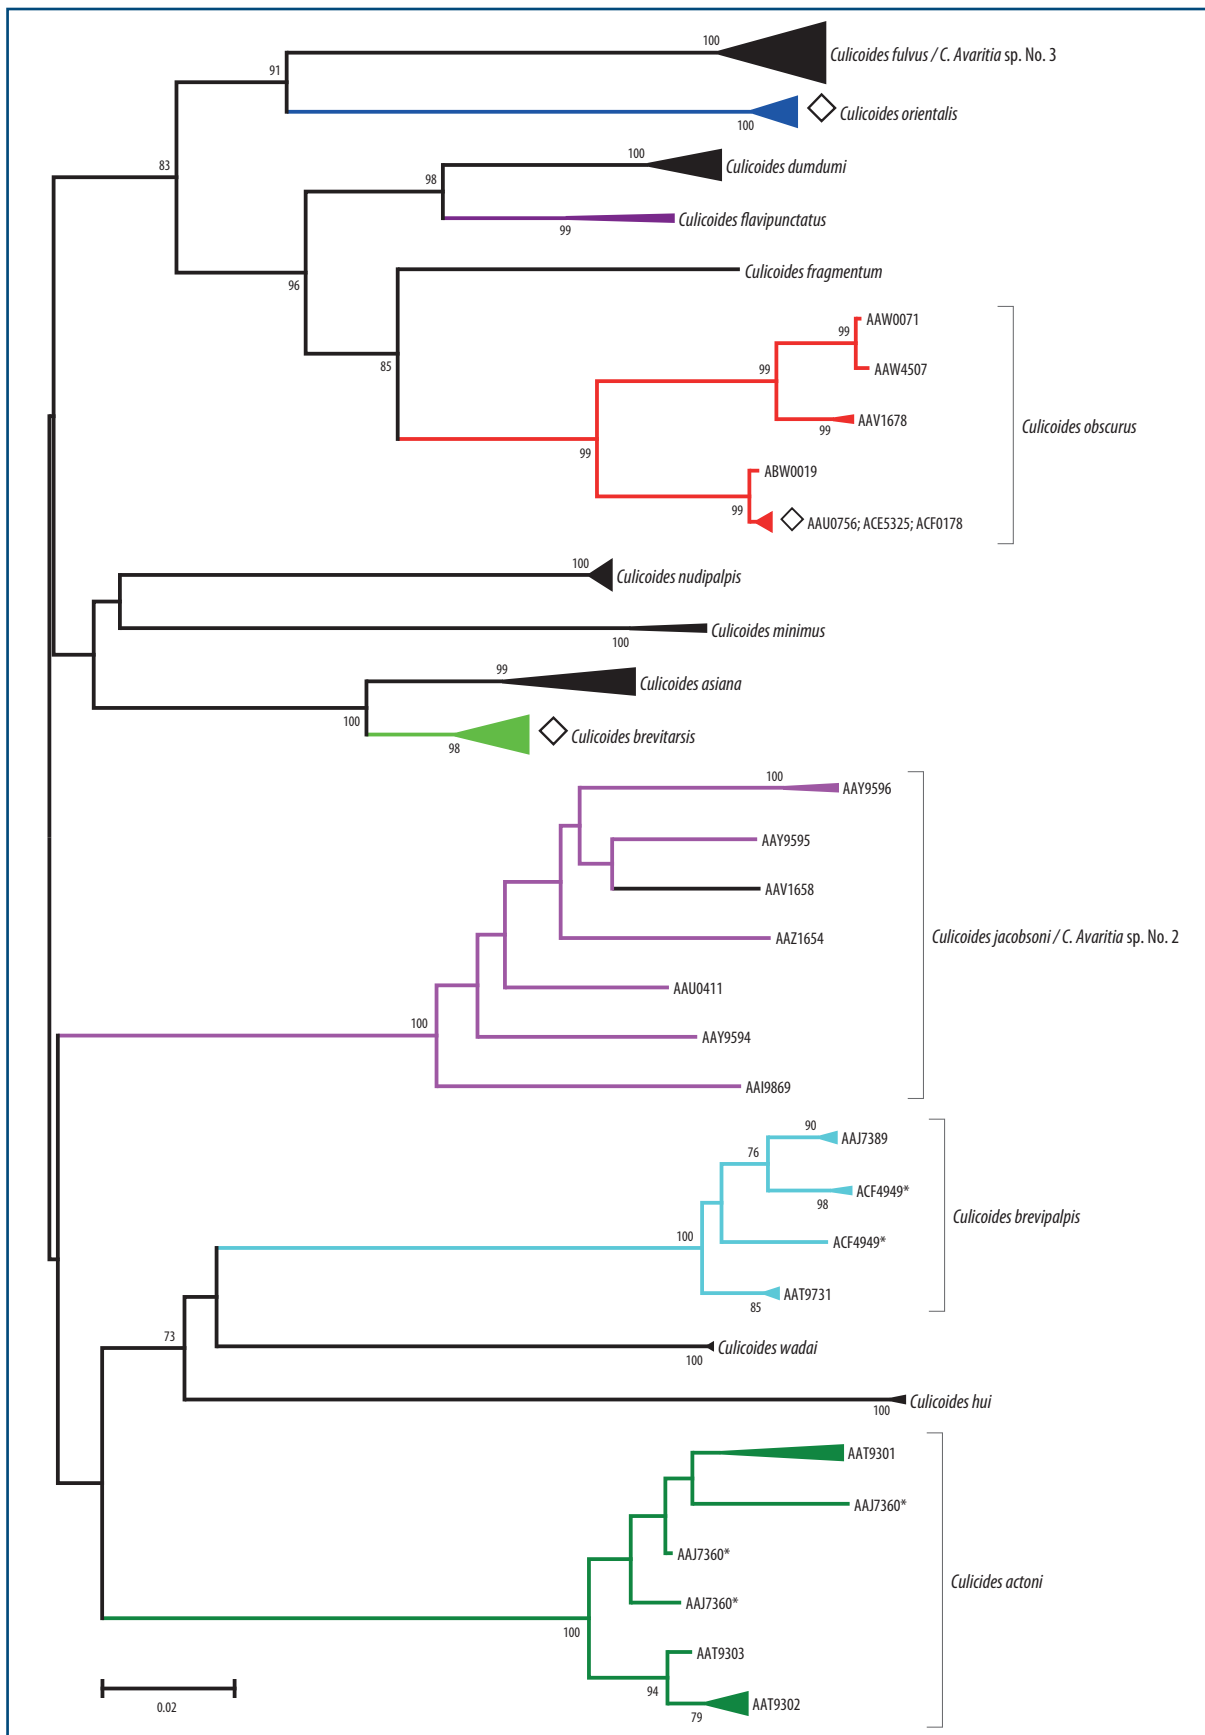 100
Culicoides fulvus / C. Avaritia sp. No. 3
91
100
Culicoides orientalis
83
100
Culicoides dumdumi
98
99
Culicoides flavipunctatus
96
Culicoides fragmentum
85
99
AAW0071
AAW4507
99
99
AAV1678
Culicoides obscurus
99
ABW0019
99
AAU0756; ACE5325; ACF0178
100
Culicoides nudipalpis
100
Culicoides minimus
99
Culicoides asiana
100
98
Culicoides brevitarsis
100
AAY9596
AAY9595
AAV1658
AAZ1654
Culicoides jacobsoni / C. Avaritia sp. No. 2
AAU0411
100
AAY9594
AAI9869
90
AAJ7389
76
98
ACF4949*
Culicoides brevipalpis
100
ACF4949*
85
AAT9731
73
100
Culicoides wadai
100
Culicoides hui
AAT9301
AAJ7360*
AAJ7360*
Culicides actoni
AAJ7360*
100
AAT9303
94
79
AAT9302
0.02